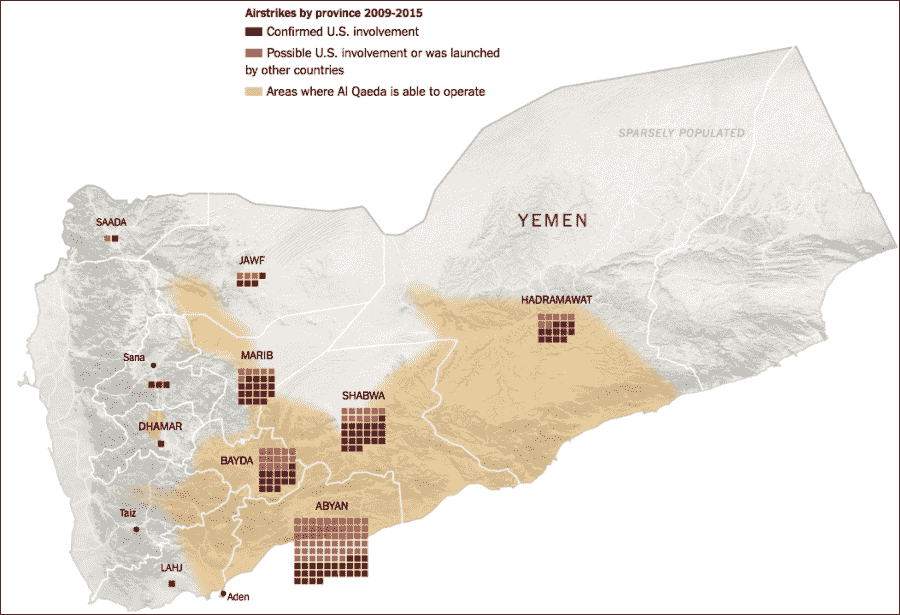 Airstrikes by province 2009-2015
Confirmed U.S. involvement
Possible U.S. involvement or was launched
by other countries
Areas where Al Qaeda is able to operate
SPARSELY POPULATED
YEMEN
SAADA
JAWF
HADRAMAWAT
Sana
MARIB
SHABWA
DHAMAR
BAYDA
ABYAN
Taiz
LAHJ
Aden